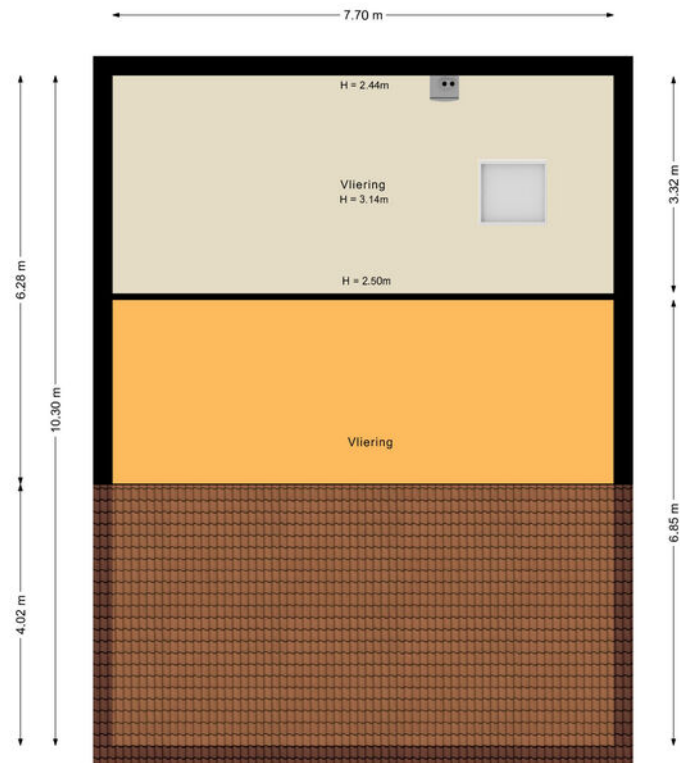 7.70 m
H = 2.44m
Vliering
H = 3.14m
3.32 m
6.28 m
H = 2.50m
10.30 m
Vliering
6.85 m
4.02 m